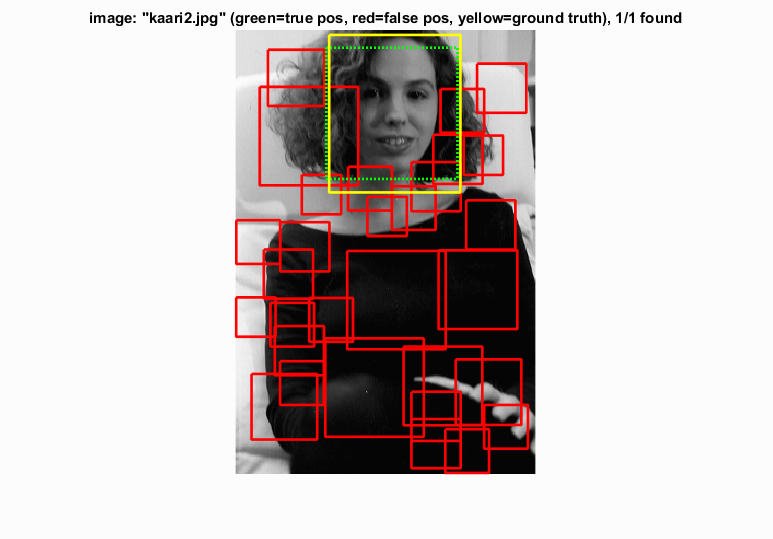 image: "kaari2.jpg" (green=true pos, red=false pos, yellow=ground truth), 1/1 found